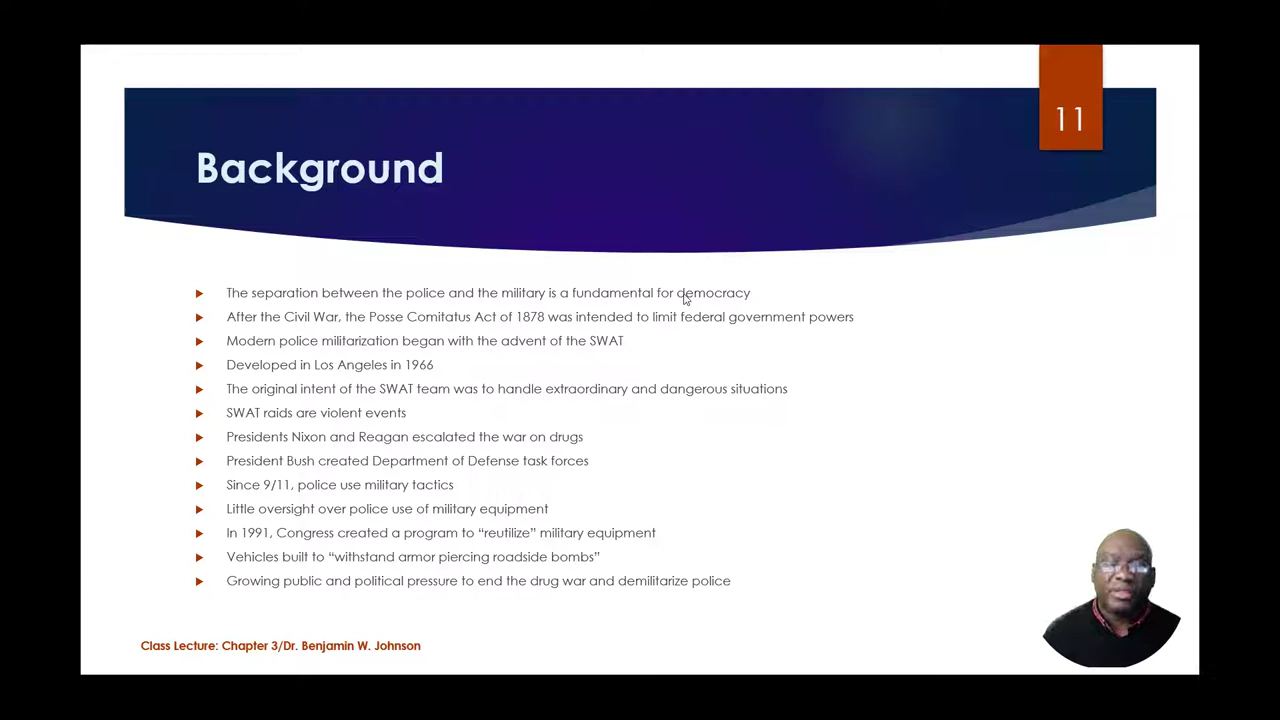 11
Background
The separation between the police and the military is a fundamental for democracy
After the Civil War, the Posse Comitatus Act of 1878 was intended to limit federal government powers
Modern police militarization began with the advent of the SWAT
Developed in Los Angeles in 1966
The original intent of the SWAT team was to handle extraordinary and dangerous situations
SWAT raids are violent events
Presidents Nixon and Reagan escalated the war on drugs
President Bush created Department of Defense task forces
Since 9/11, police use military tactics
Little oversight over police use of military equipment
In 1991, Congress created a program to “reutilize” military equipment
Vehicles built to “withstand armor piercing roadside bombs”
Growing public and political pressure to end the drug war and demilitarize police
Class Lecture: Chapter 3/Dr. Benjamin W. Johnson